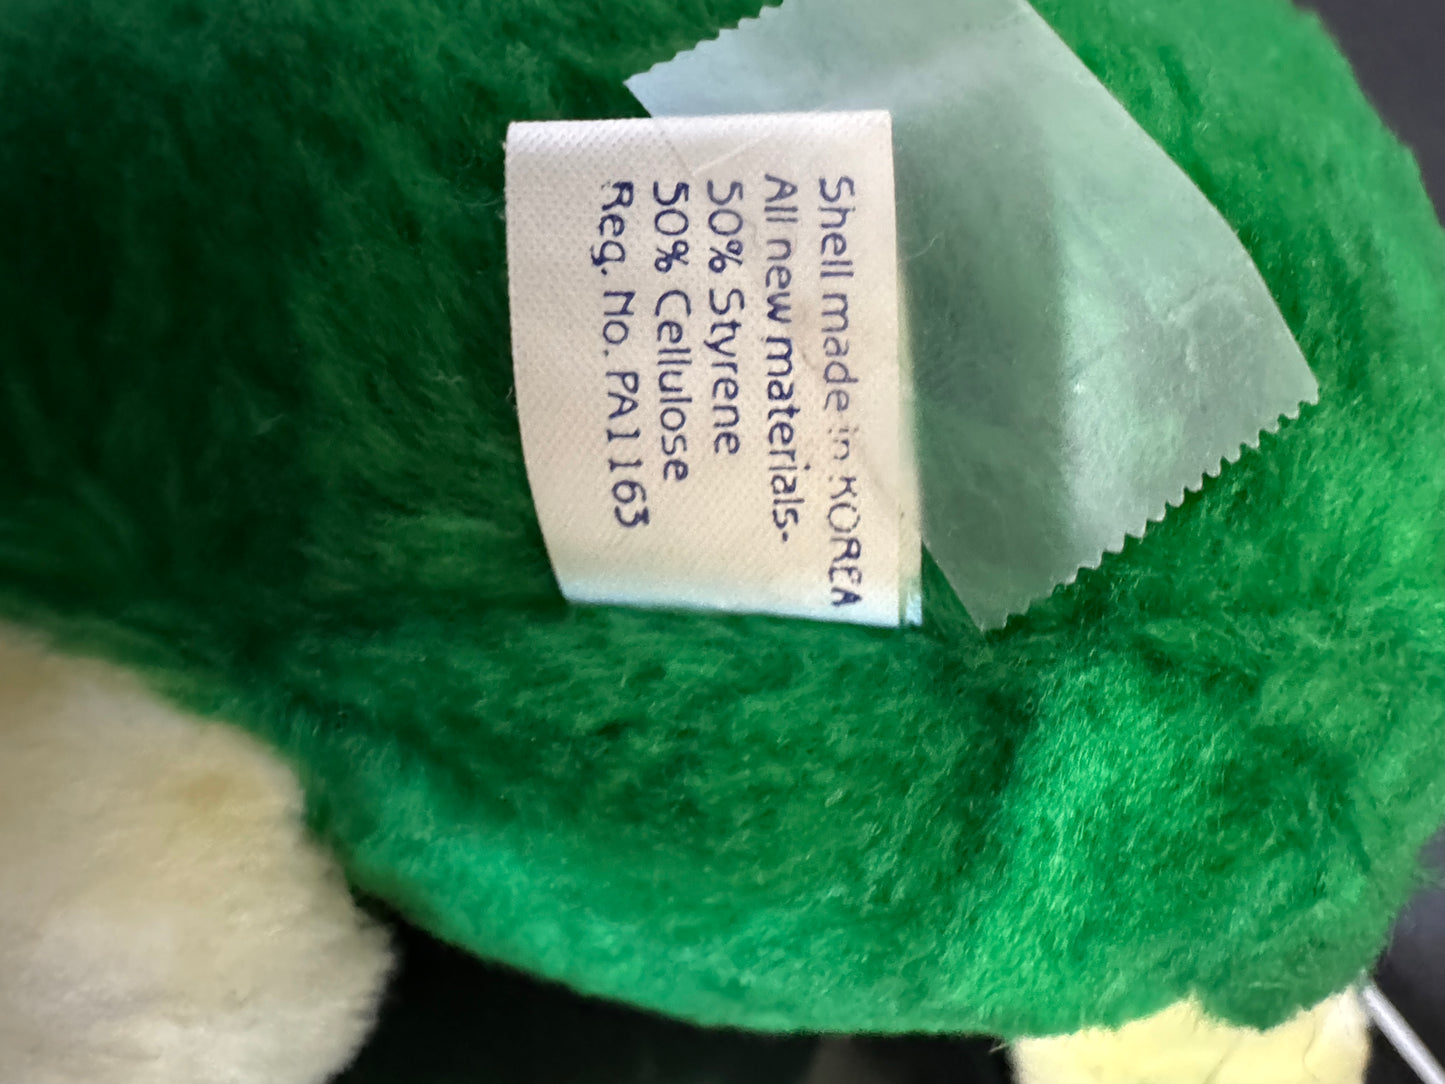 Shell made in KOREA
All new materials-
50% Styrene
50% Cellulose
Reg. No. PA1163